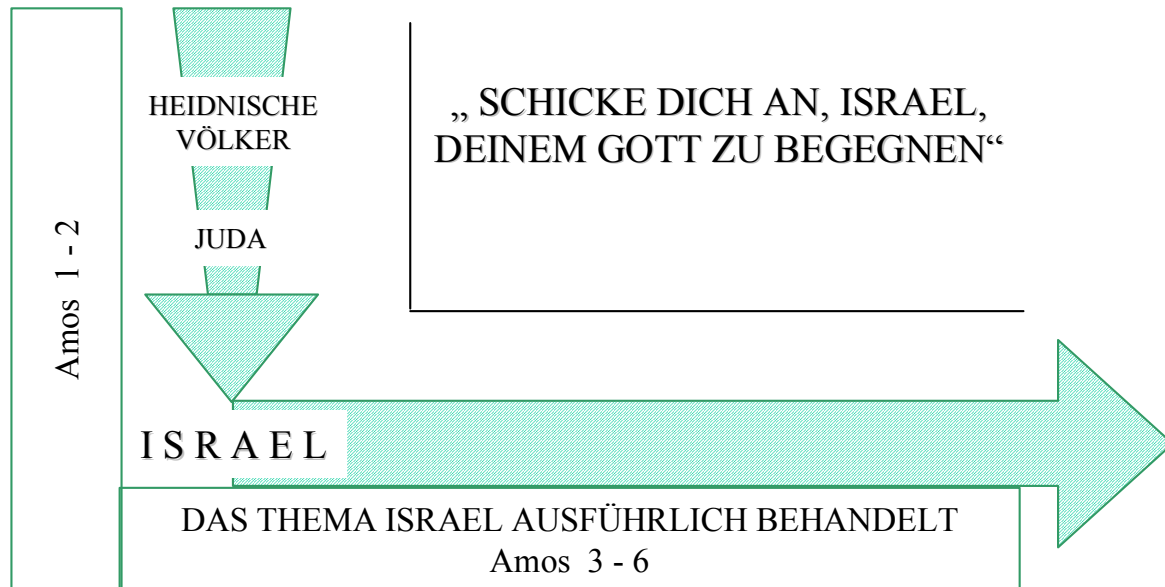 Amos 1 - 2
HEIDNISCHE
VÖLKER
JUDA
„ SCHICKE DICH AN, ISRAEL,
DEINEM GOTT ZU BEGEGNEN“
I S R A E L
DAS THEMA ISRAEL AUSFÜHRLICH BEHANDELT
Amos 3 - 6